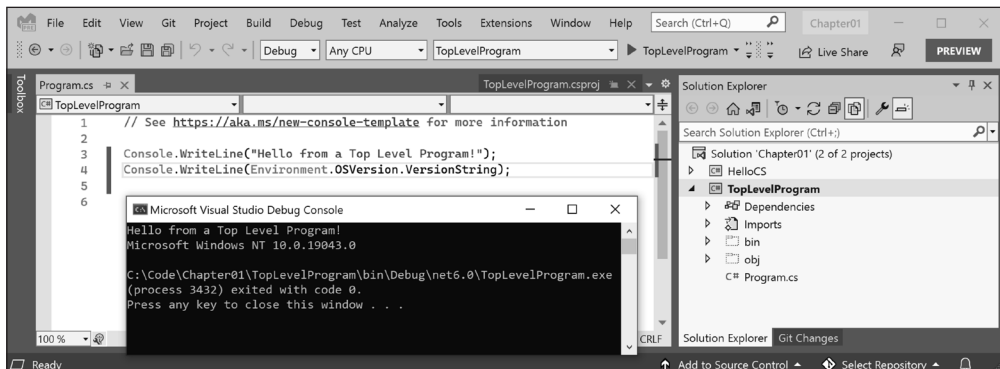 File Edit View Git Project Build Debug Test Analyze Tools Extensions Window Help Search (Ctrl+Q) Chapter01
Debug Any CPU TopLevelProgram TopLevelProgram Live Share PREVIEW
Toolbox
Program.cs
TopLevelProgram.csproj
C# TopLevelProgram
1 // See https://aka.ms/new-console-template for more information
2
3 Console.WriteLine("Hello from a Top Level Program!");
4 Console.WriteLine(Environment.OSVersion.VersionString);
5
6
Microsoft Visual Studio Debug Console
Hello from a Top Level Program!
Microsoft Windows NT 10.0.19043.0
C:\Code\Chapter01\TopLevelProgram\bin\Debug\net6.0\TopLevelProgram.exe
(process 3432) exited with code 0.
Press any key to close this window . . .
100 %
CRLF
Solution Explorer
Search Solution Explorer (Ctrl+;)
Solution 'Chapter01' (2 of 2 projects)
C# HelloCS
C# TopLevelProgram
Dependencies
Imports
bin
obj
C# Program.cs
Solution Explorer Git Changes
Ready
Add to Source Control Select Repository